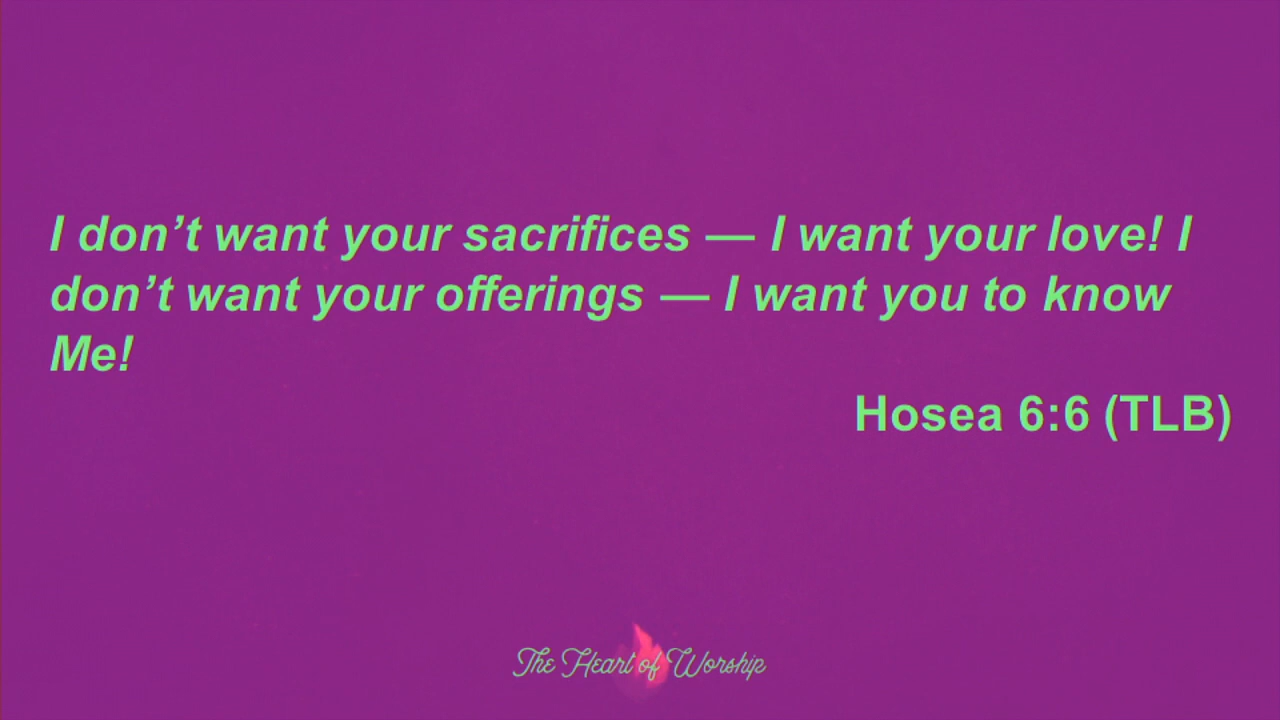 I don’t want your sacrifices — I want your love! I
don’t want your offerings — I want you to know
Me!
Hosea 6:6 (TLB)
The Heart of Worship